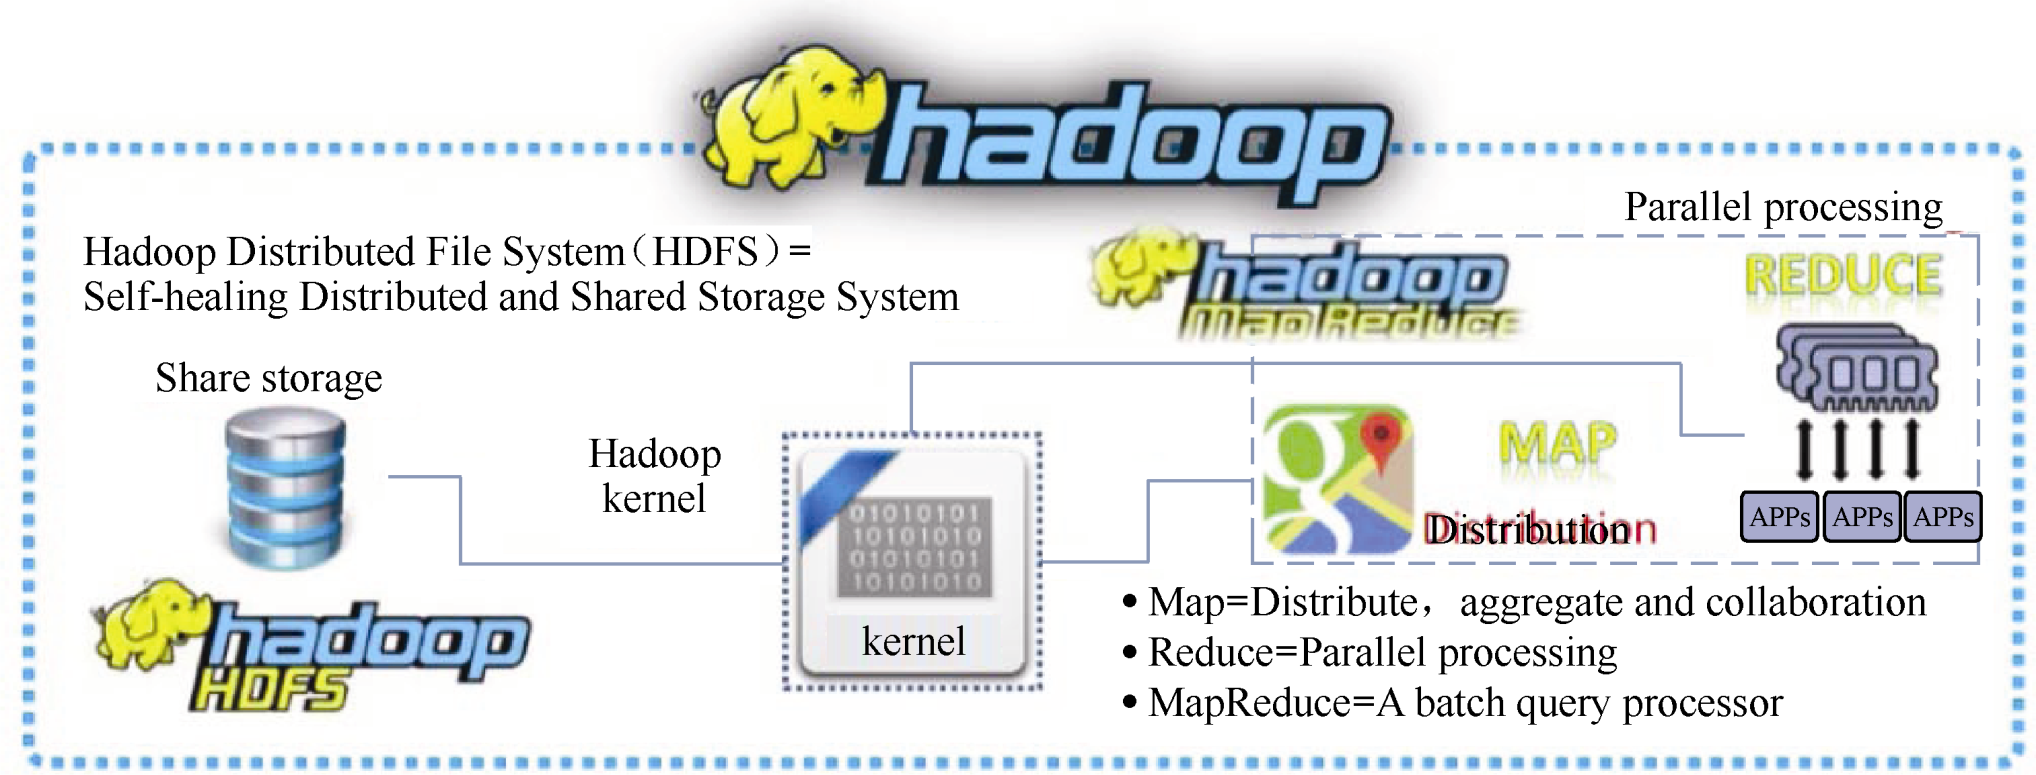 hadoop
Parallel processing
Hadoop Distributed File System（HDFS）=
Self-healing Distributed and Shared Storage System
hadoop
Map Reduce
REDUCE
Share storage
Hadoop
kernel
MAP
Distribution
APPs APPs APPs
01010101
10101010
01010101
10101010
kernel
hadoop
HDFS
• Map=Distribute，aggregate and collaboration
• Reduce=Parallel processing
• MapReduce=A batch query processor
g